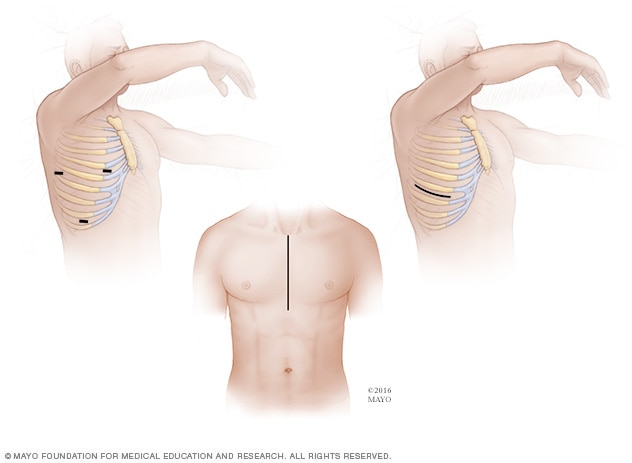 ©2016
MAYO
© MAYO FOUNDATION FOR MEDICAL EDUCATION AND RESEARCH. ALL RIGHTS RESERVED.